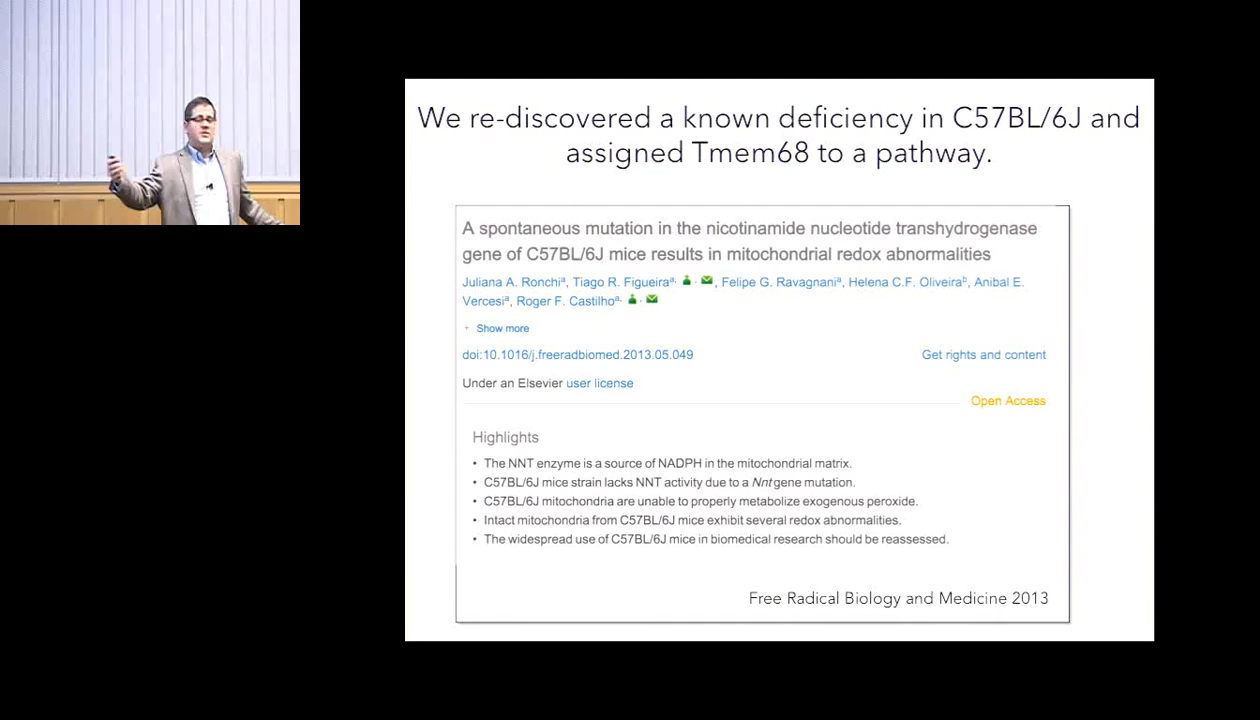 We re-discovered a known deficiency in C57BL/6J and
assigned Tmem68 to a pathway.
A spontaneous mutation in the nicotinamide nucleotide transhydrogenase
gene of C57BL/6J mice results in mitochondrial redox abnormalities
Juliana A. Ronchiᵃ, Tiago R. Figueiraᵃ, · , Felipe G. Ravagnaniᵃ, Helena C.F. Oliveiraᵇ, Anibal E.
Vercesiᵃ, Roger F. Castilhoᵃ, ·
Show more
doi:10.1016/j.freeradbiomed.2013.05.049
Get rights and content
Under an Elsevier user license
Open Access
Highlights
• The NNT enzyme is a source of NADPH in the mitochondrial matrix.
• C57BL/6J mice strain lacks NNT activity due to a Nnt gene mutation.
• C57BL/6J mitochondria are unable to properly metabolize exogenous peroxide.
• Intact mitochondria from C57BL/6J mice exhibit several redox abnormalities.
• The widespread use of C57BL/6J mice in biomedical research should be reassessed.
Free Radical Biology and Medicine 2013